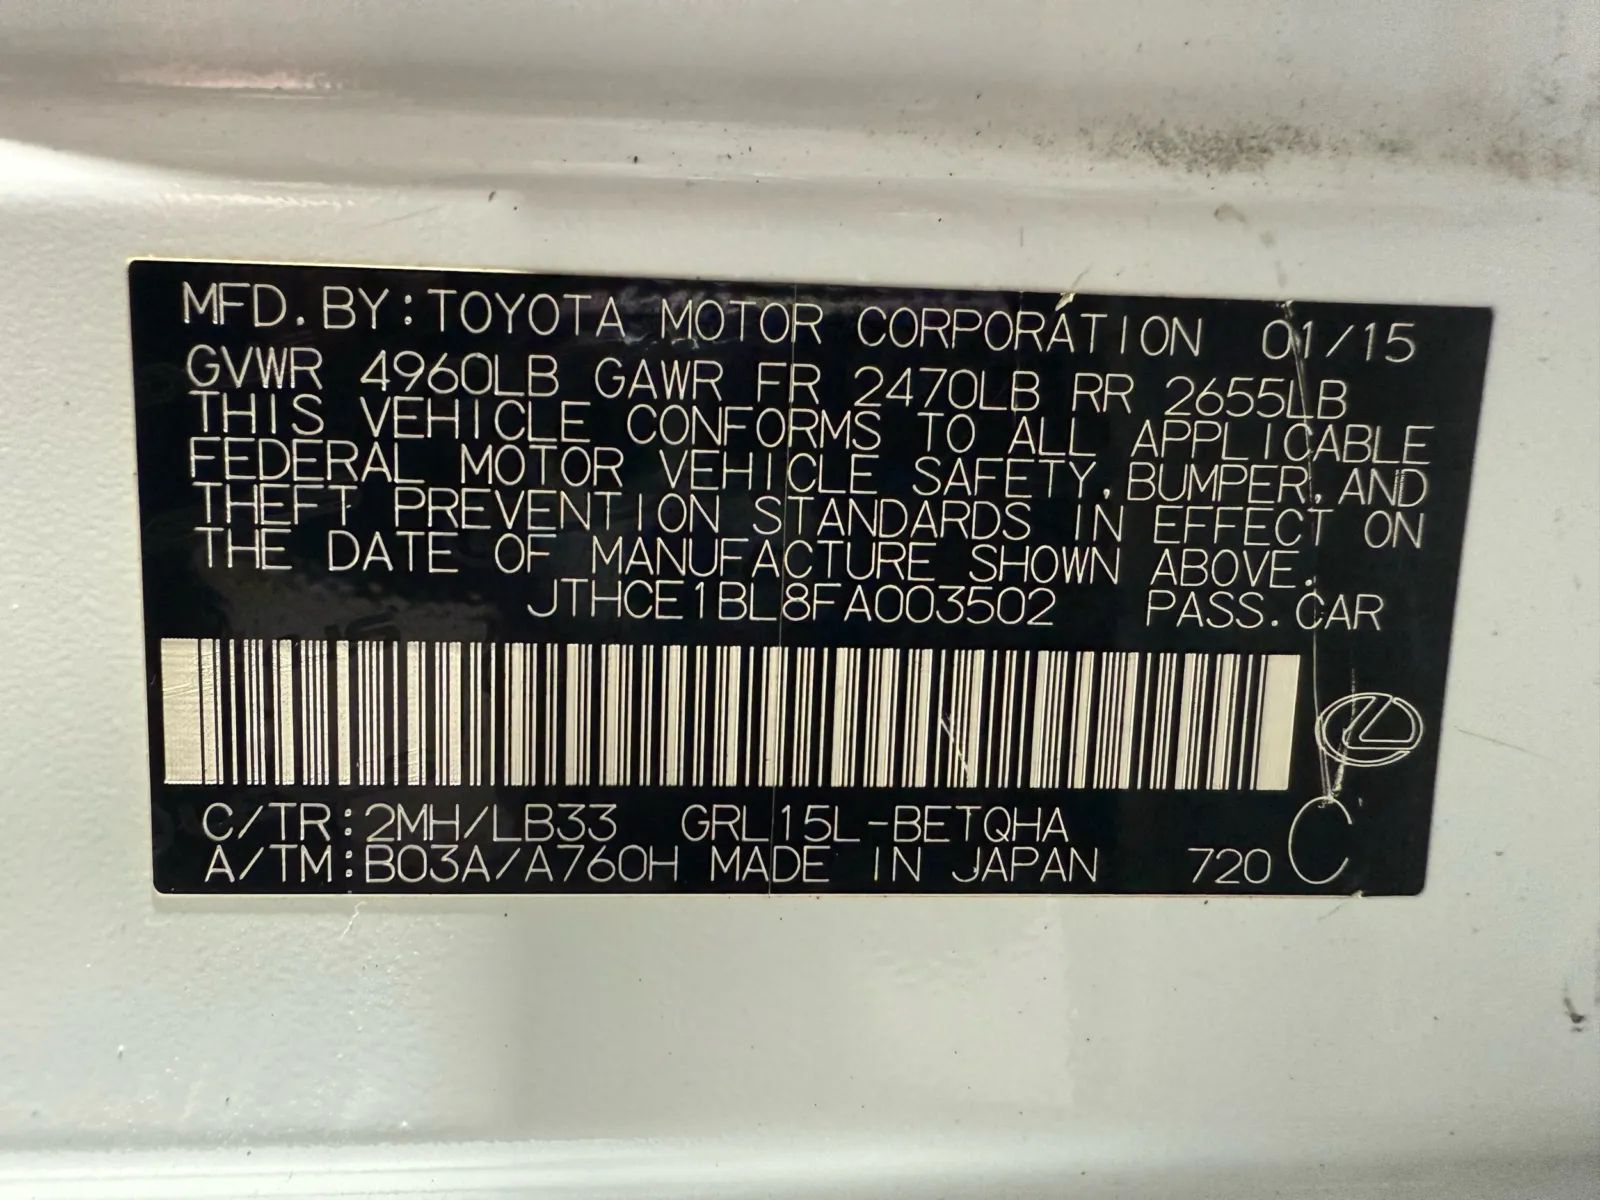 MFD. BY: TOYOTA MOTOR CORPORATION 01/15
GVWR 4960LB GAWR FR 2470LB RR 2655LB
THIS VEHICLE CONFORMS TO ALL APPLICABLE
FEDERAL MOTOR VEHICLE SAFETY, BUMPER, AND
THEFT PREVENTION STANDARDS IN EFFECT ON
THE DATE OF MANUFACTURE SHOWN ABOVE.
JTHCE1BL8FA003502 PASS. CAR
C/TR: 2MH/LB33 GRL15L-BETQHA
A/TM: B03A/A760H MADE IN JAPAN 720 C